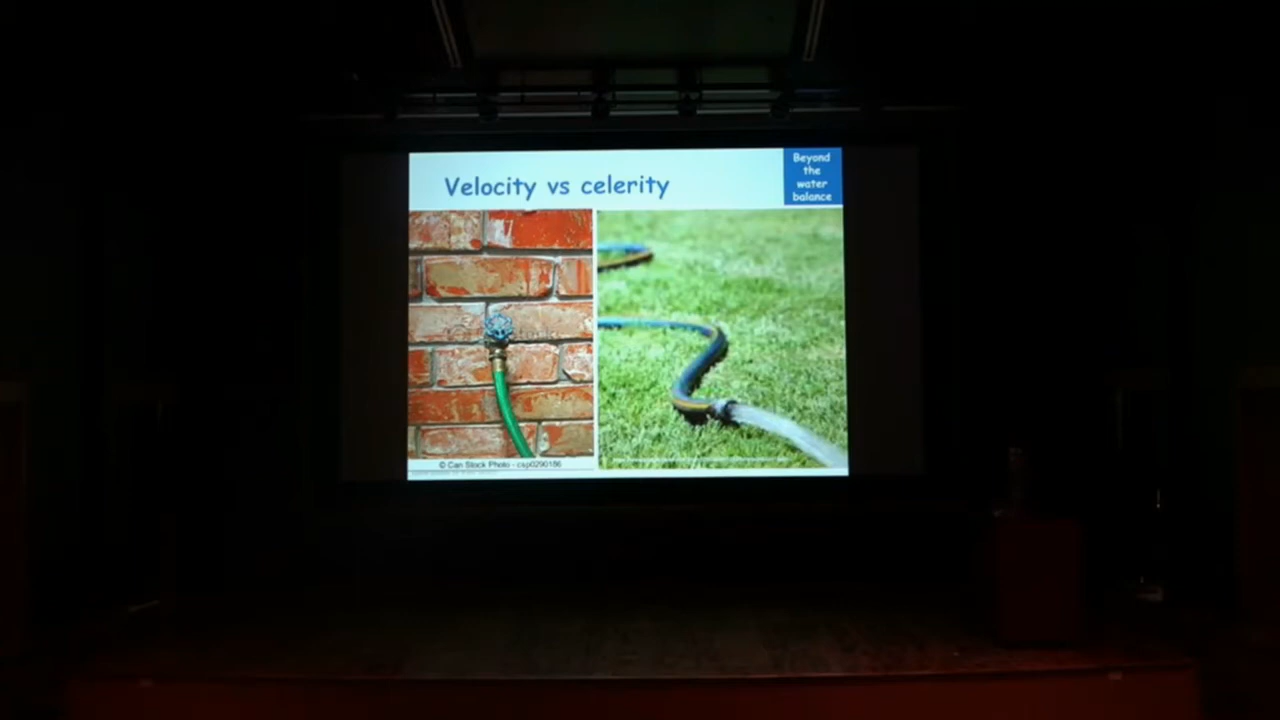 Velocity vs celerity
Beyond
the
water
balance
© Can Stock Photo - csp0290186